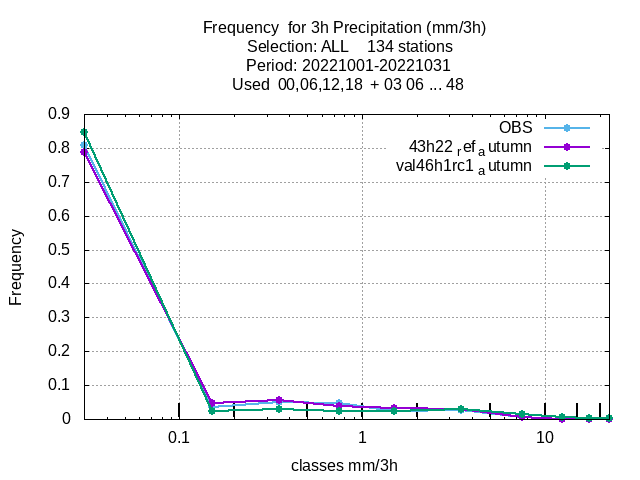 Frequency  for 3h Precipitation (mm/3h)
Selection: ALL    134 stations
Period: 20221001-20221031
Used  00,06,12,18  + 03 06 ... 48
OBS
43h22 ref autumn
val46h1rc1 autumn
0.9
0.8
0.7
0.6
0.5
0.4
0.3
0.2
0.1
0
Frequency
0.1 1 10
classes mm/3h